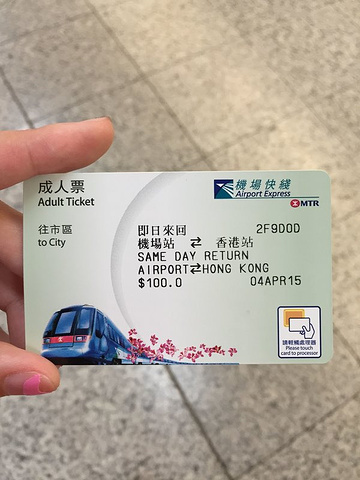 成人票
Adult Ticket
機場快綫
Airport Express
MTR
往市區
to City
即日來回 2F9D0D
機場站 ⇄ 香港站
SAME DAY RETURN
AIRPORT⇄HONG KONG
$100.0 04APR15
請輕觸處理器
Please touch
card to processor